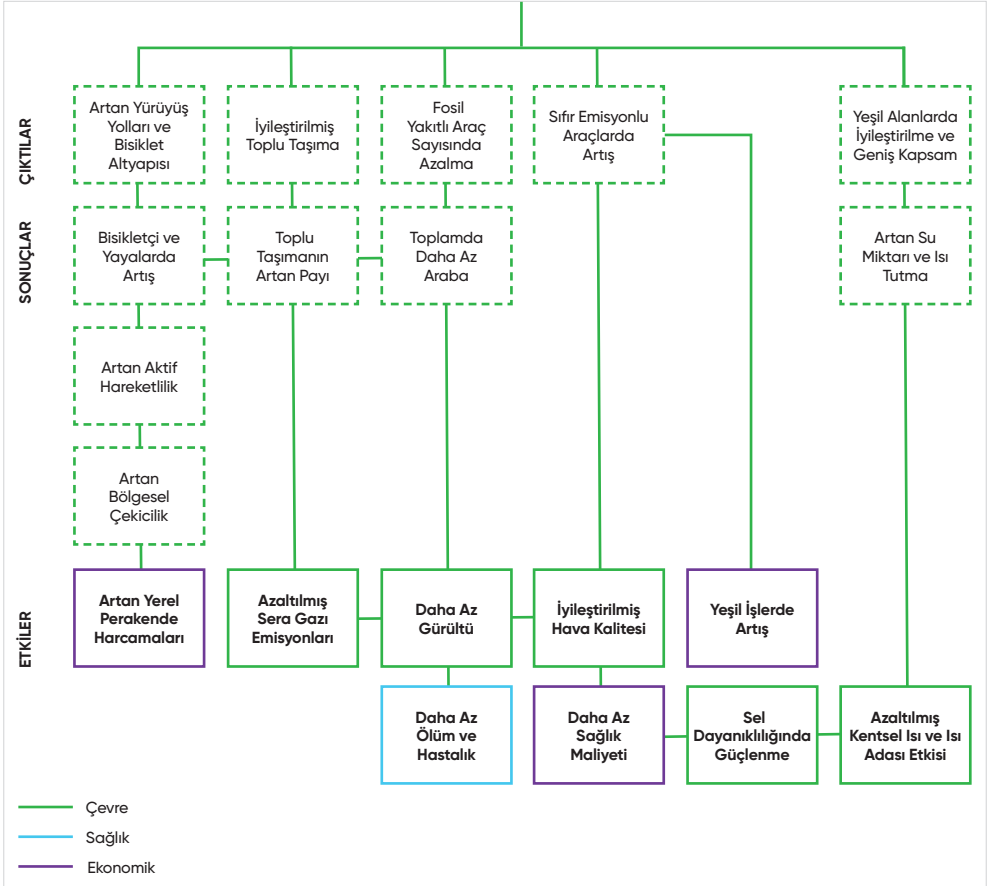 ÇIKTILAR
Artan Yürüyüş
Yolları ve
Bisiklet
Altyapısı
İyileştirilmiş
Toplu Taşıma
Fosil
Yakıtlı Araç
Sayısında
Azalma
Sıfır Emisyonlu
Araçlarda
Artış
Yeşil Alanlarda
İyileştirilme ve
Geniş Kapsam
SONUÇLAR
Bisikletçi ve
Yayalarda
Artış
Toplu
Taşımanın
Artan Payı
Toplamda
Daha Az
Araba
Artan Su
Miktarı ve Isı
Tutma
Artan Aktif
Hareketlilik
Artan
Bölgesel
Çekicilik
ETKİLER
Artan Yerel
Perakende
Harcamaları
Azaltılmış
Sera Gazı
Emisyonları
Daha Az
Gürültü
İyileştirilmiş
Hava Kalitesi
Yeşil İşlerde
Artış
Daha Az
Ölüm ve
Hastalık
Daha Az
Sağlık
Maliyeti
Sel
Dayanıklılığında
Güçlenme
Azaltılmış
Kentsel Isı ve Isı
Adası Etkisi
Çevre
Sağlık
Ekonomik